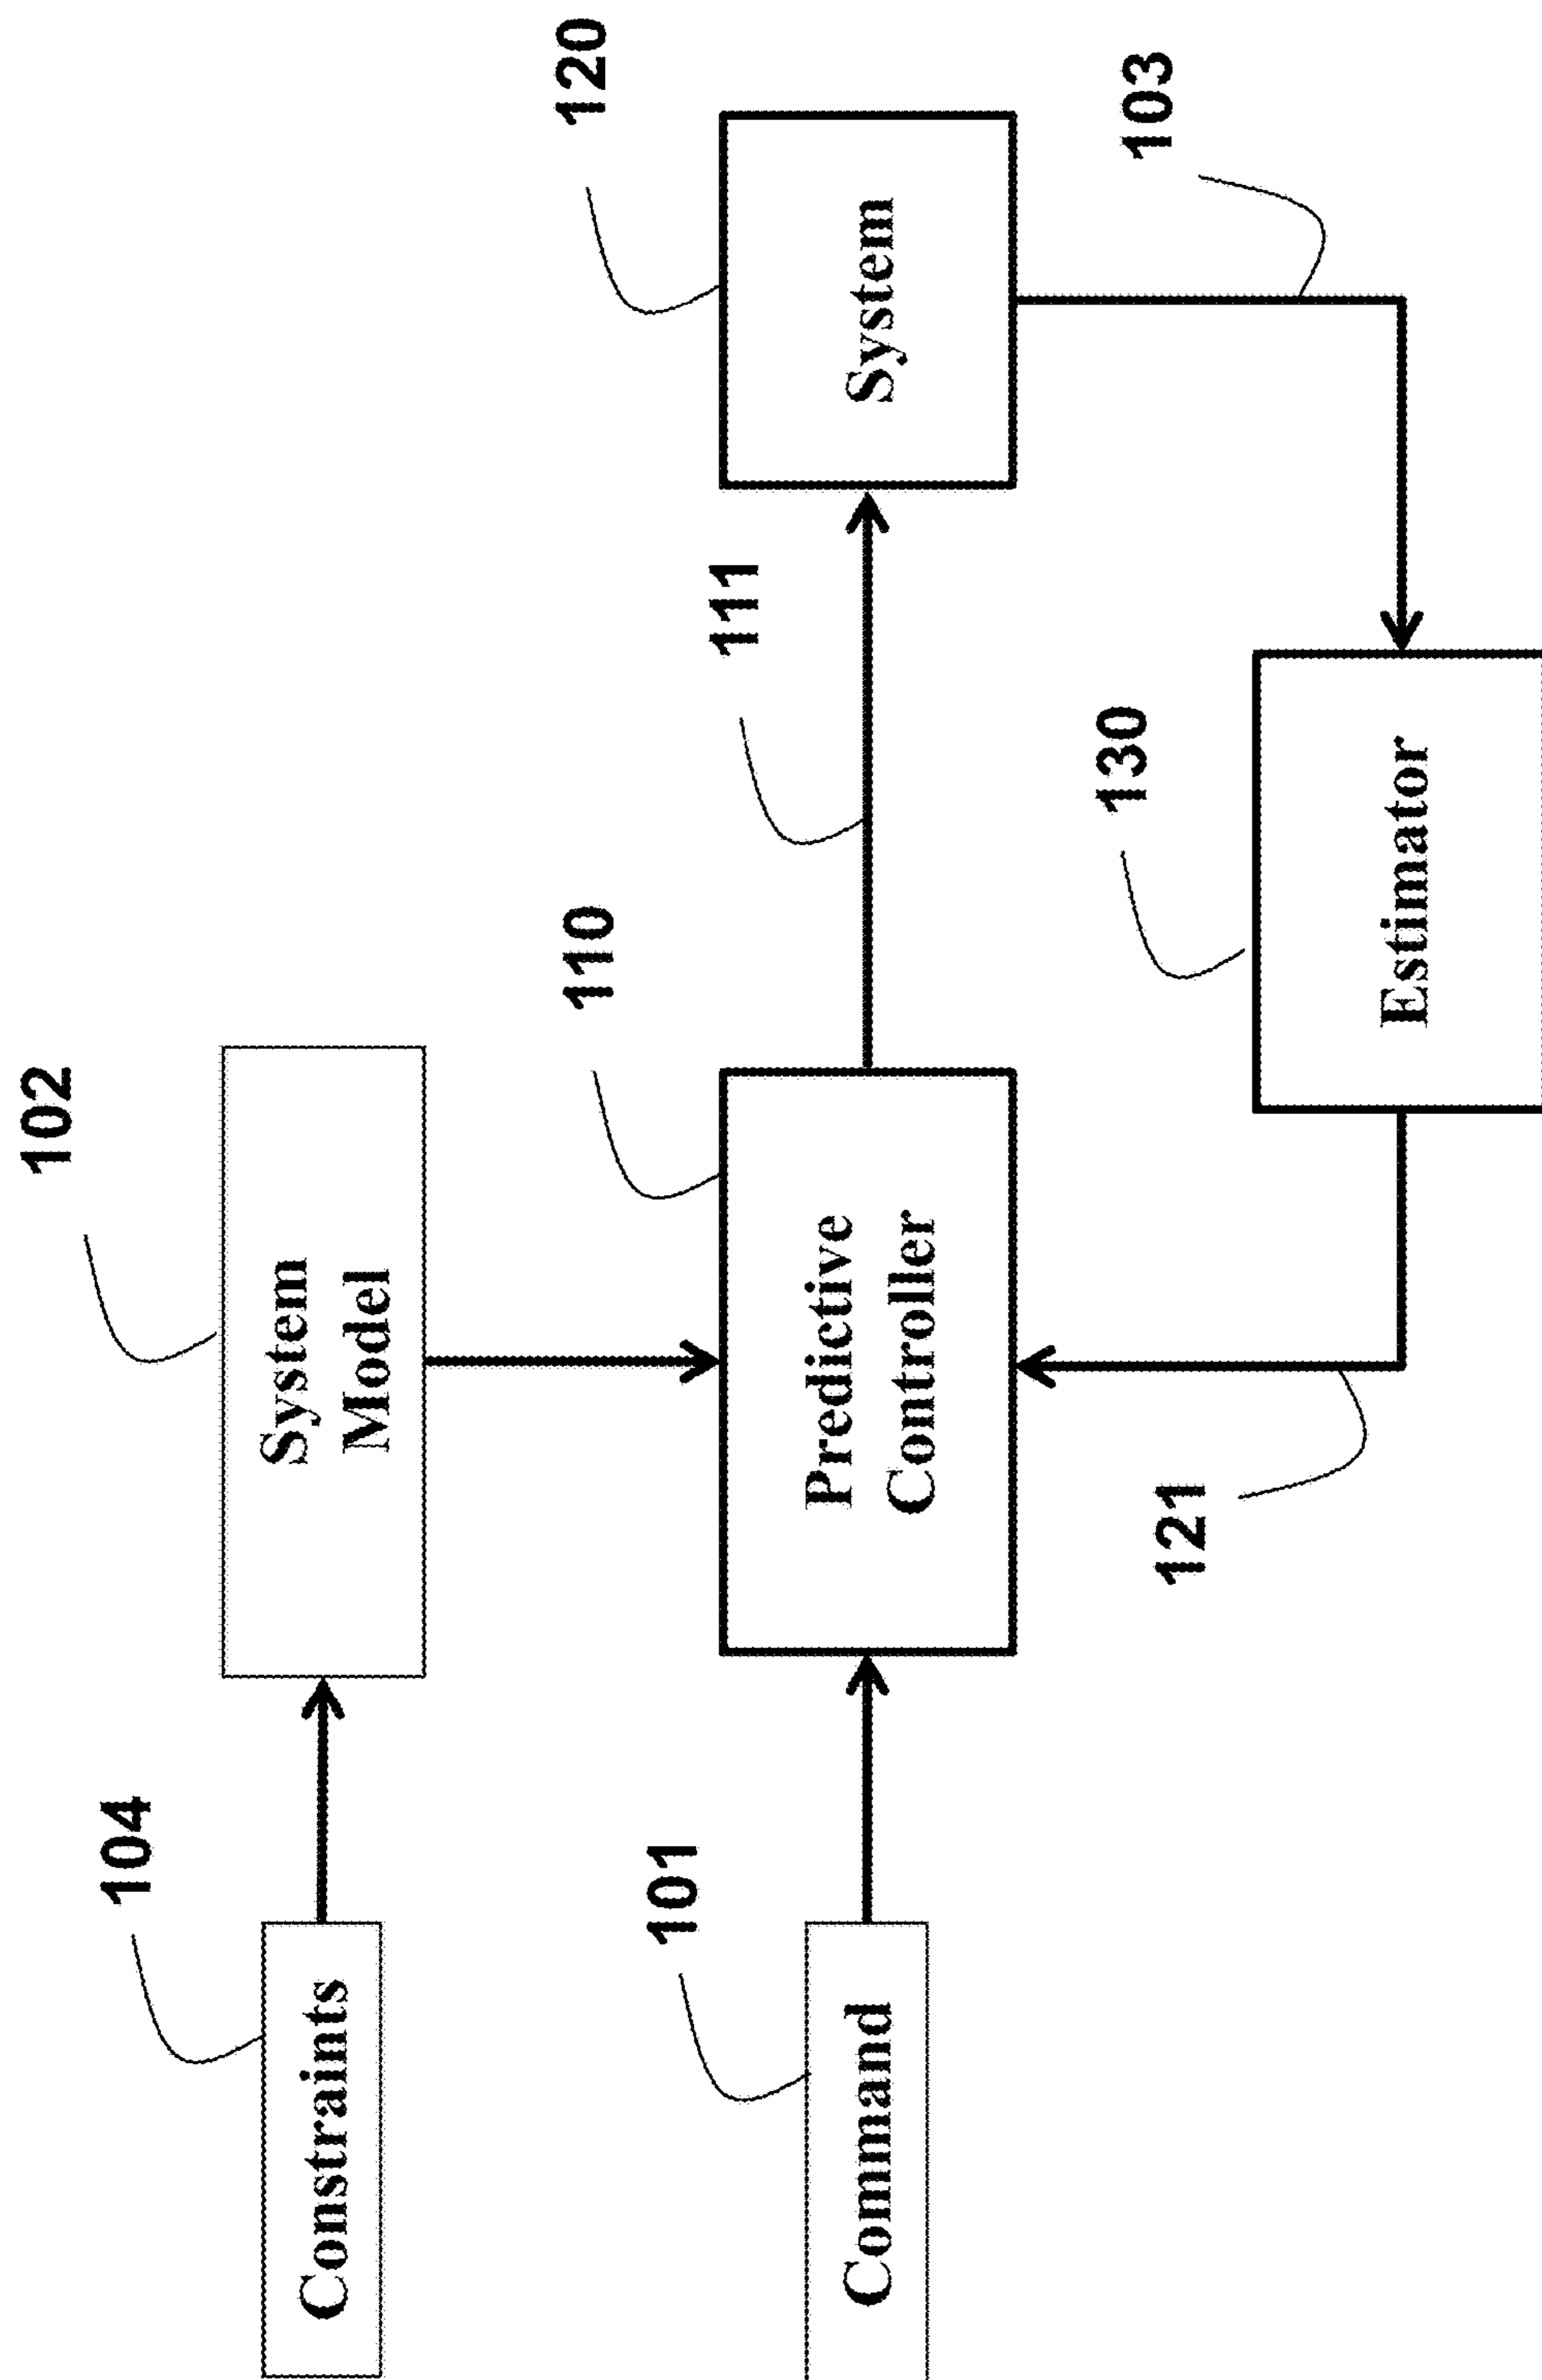 102
System
Model
104
Constraints
110
Predictive
Controller
101
Command
111
120
System
121
130
Estimator
103